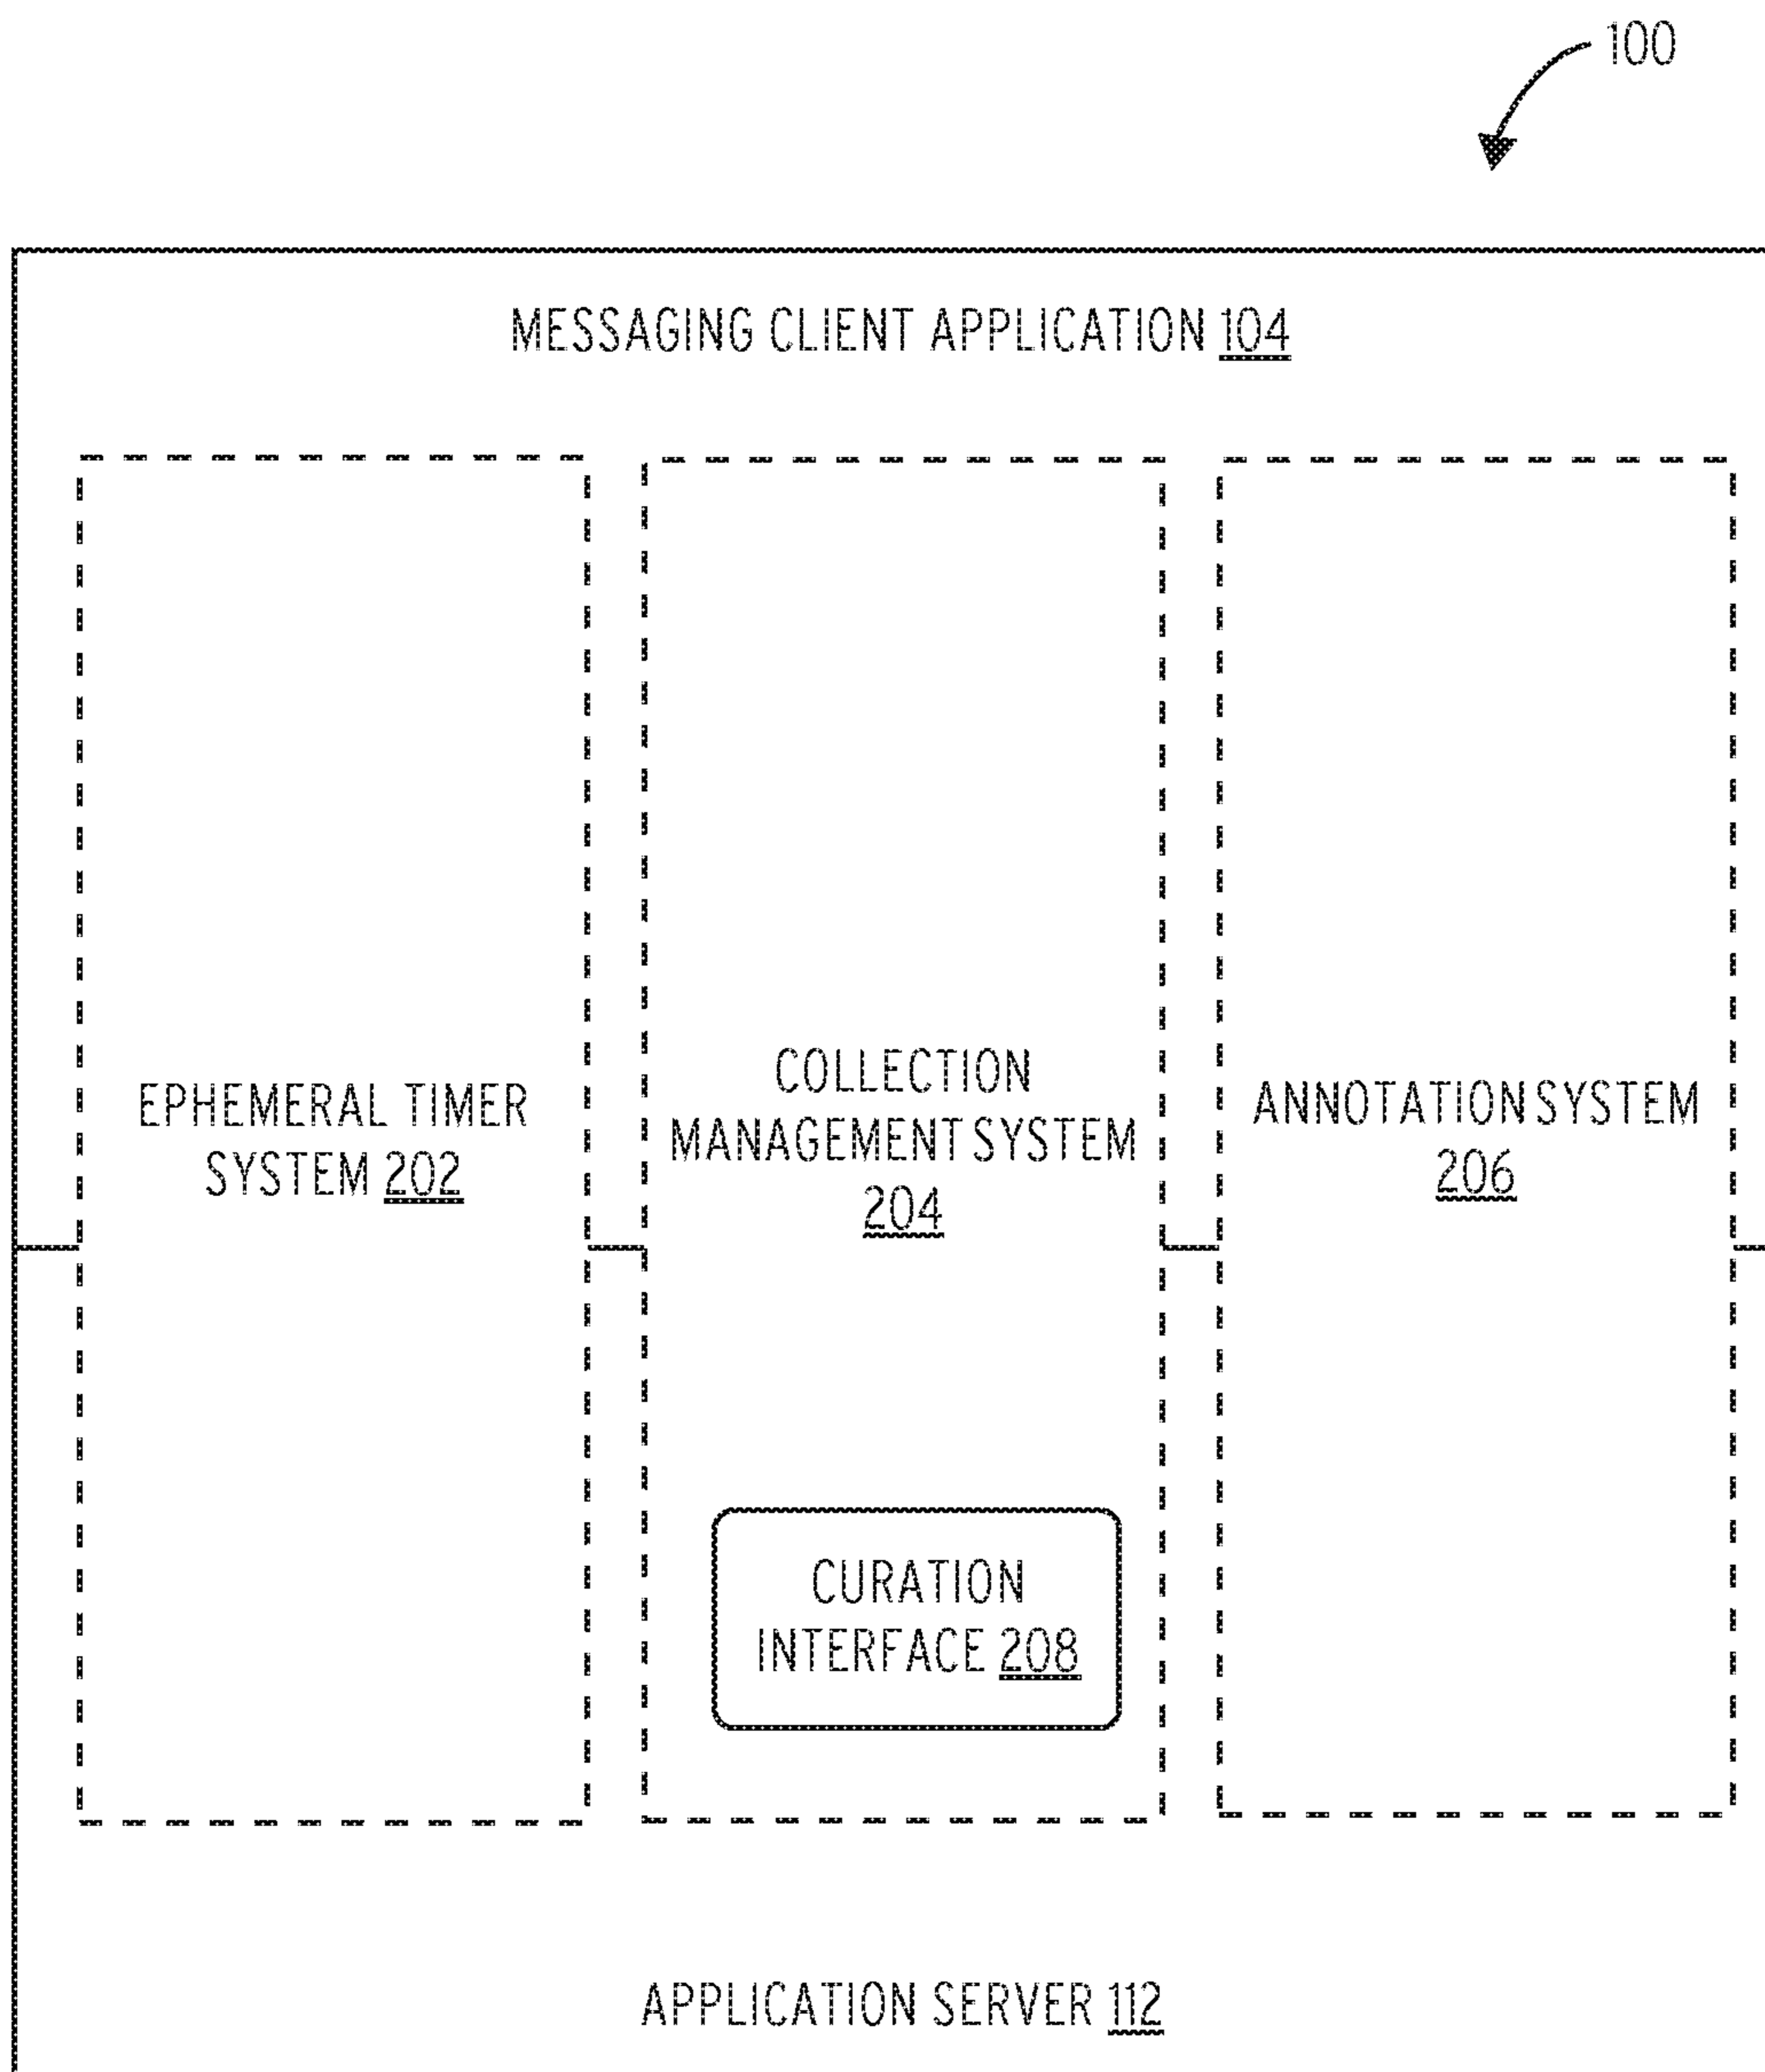 100
MESSAGING CLIENT APPLICATION 104
EPHEMERAL TIMER
SYSTEM 202
COLLECTION
MANAGEMENT SYSTEM
204
ANNOTATION SYSTEM
206
CURATION
INTERFACE 208
APPLICATION SERVER 112